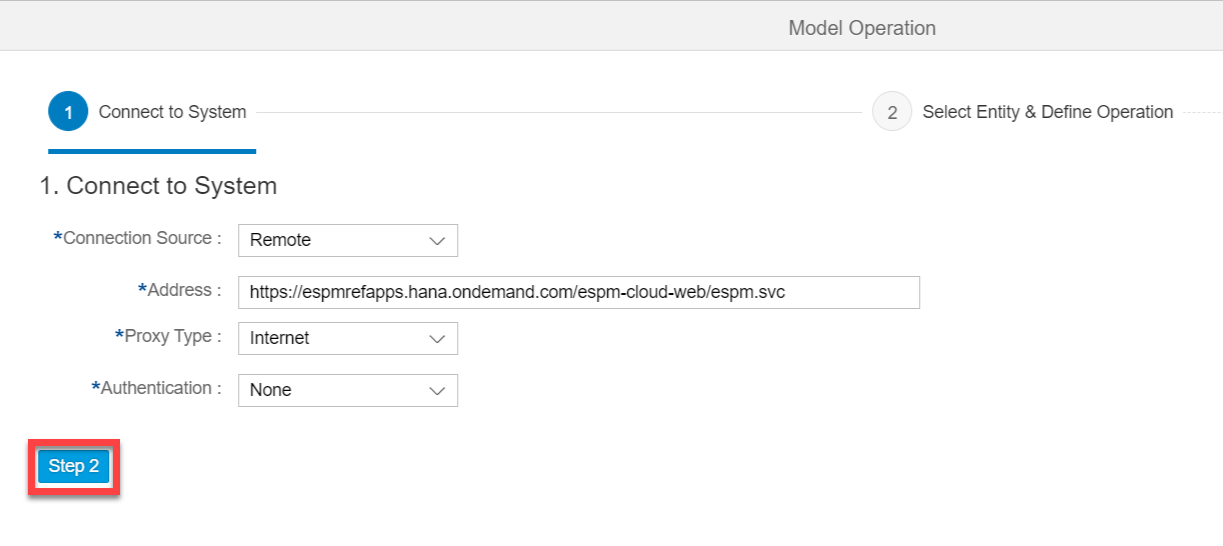 Model Operation
1 Connect to System
2 Select Entity & Define Operation
1. Connect to System
*Connection Source : Remote
*Address : https://espmrefapps.hana.ondemand.com/espm-cloud-web/espm.svc
*Proxy Type : Internet
*Authentication : None
Step 2